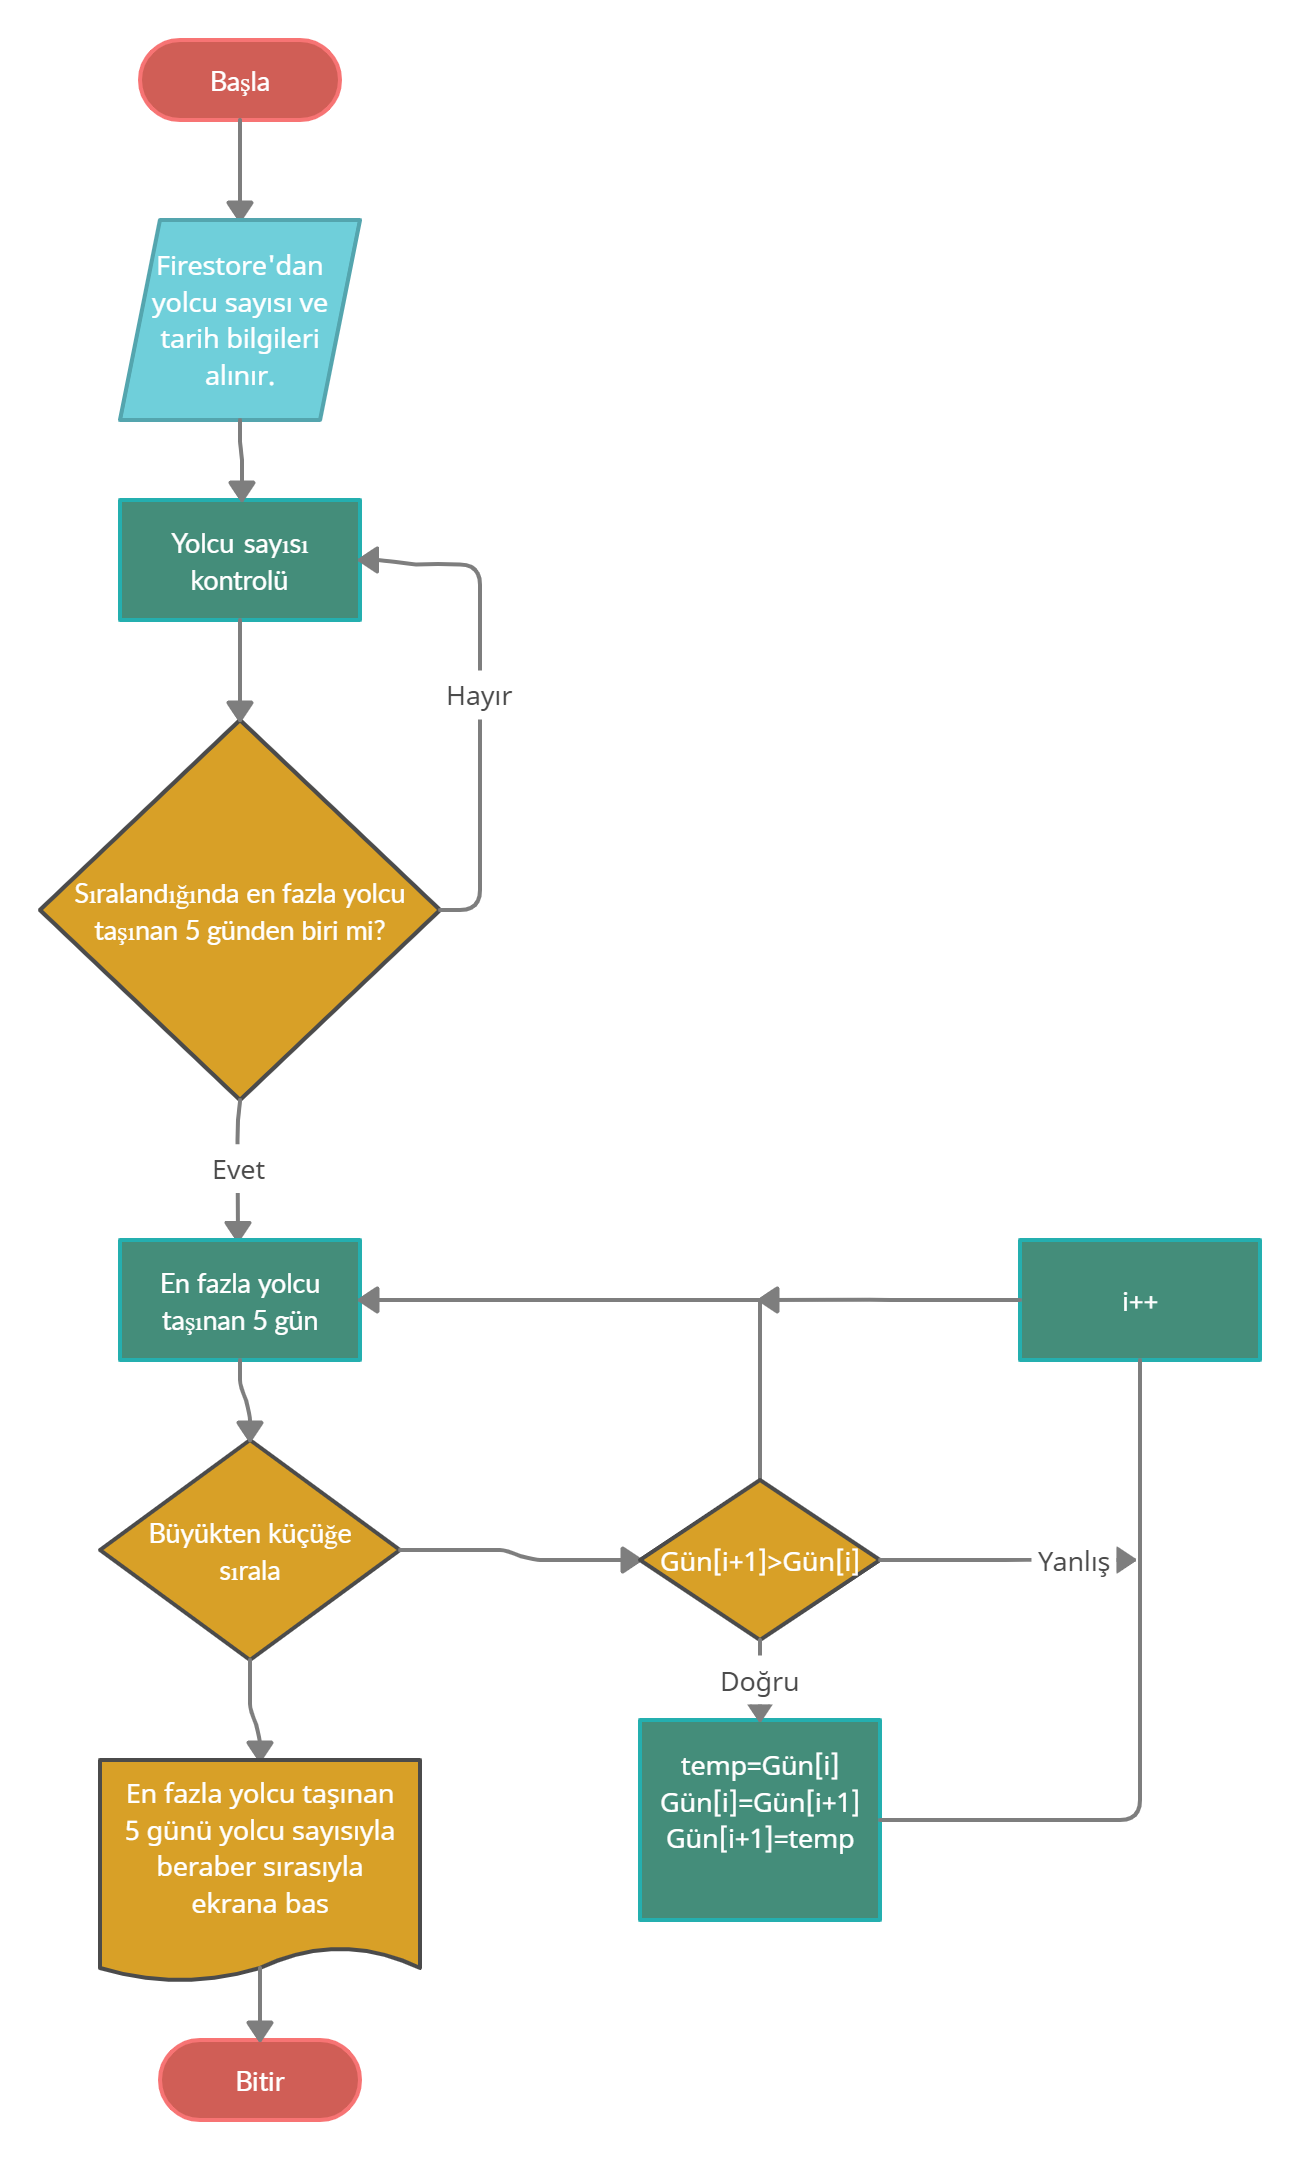 Başla
Firestore'dan
yolcu sayısı ve
tarih bilgileri
alınır.
Yolcu sayısı
kontrolü
Hayır
Sıralandığında en fazla yolcu
taşınan 5 günden biri mi?
Evet
En fazla yolcu
taşınan 5 gün
i++
Büyükten küçüğe
sırala
Gün[i+1]>Gün[i]
Yanlış
Doğru
temp=Gün[i]
Gün[i]=Gün[i+1]
Gün[i+1]=temp
En fazla yolcu taşınan
5 günü yolcu sayısıyla
beraber sırasıyla
ekrana bas
Bitir